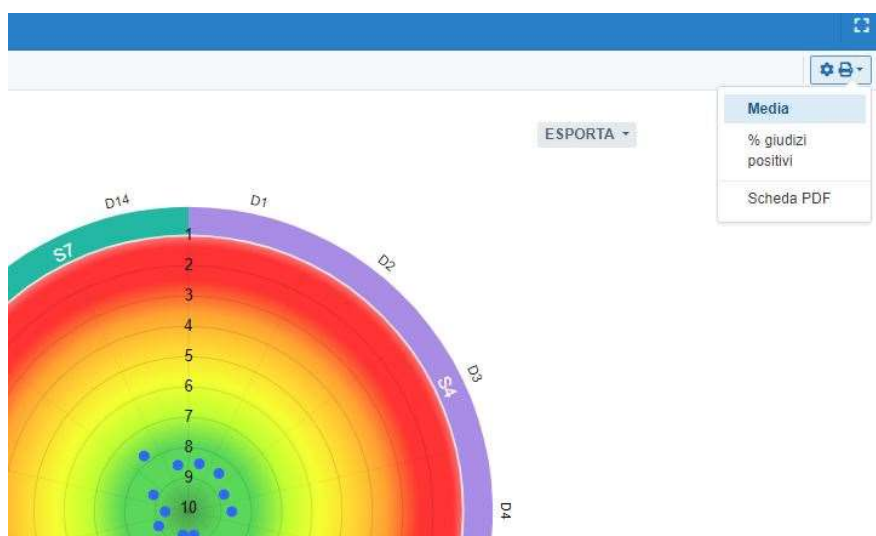 Media
% giudizi
positivi
Scheda PDF
ESPORTA
D14
D1
S7
D2
D3
S4
D4
1
2
3
4
5
6
7
8
9
10